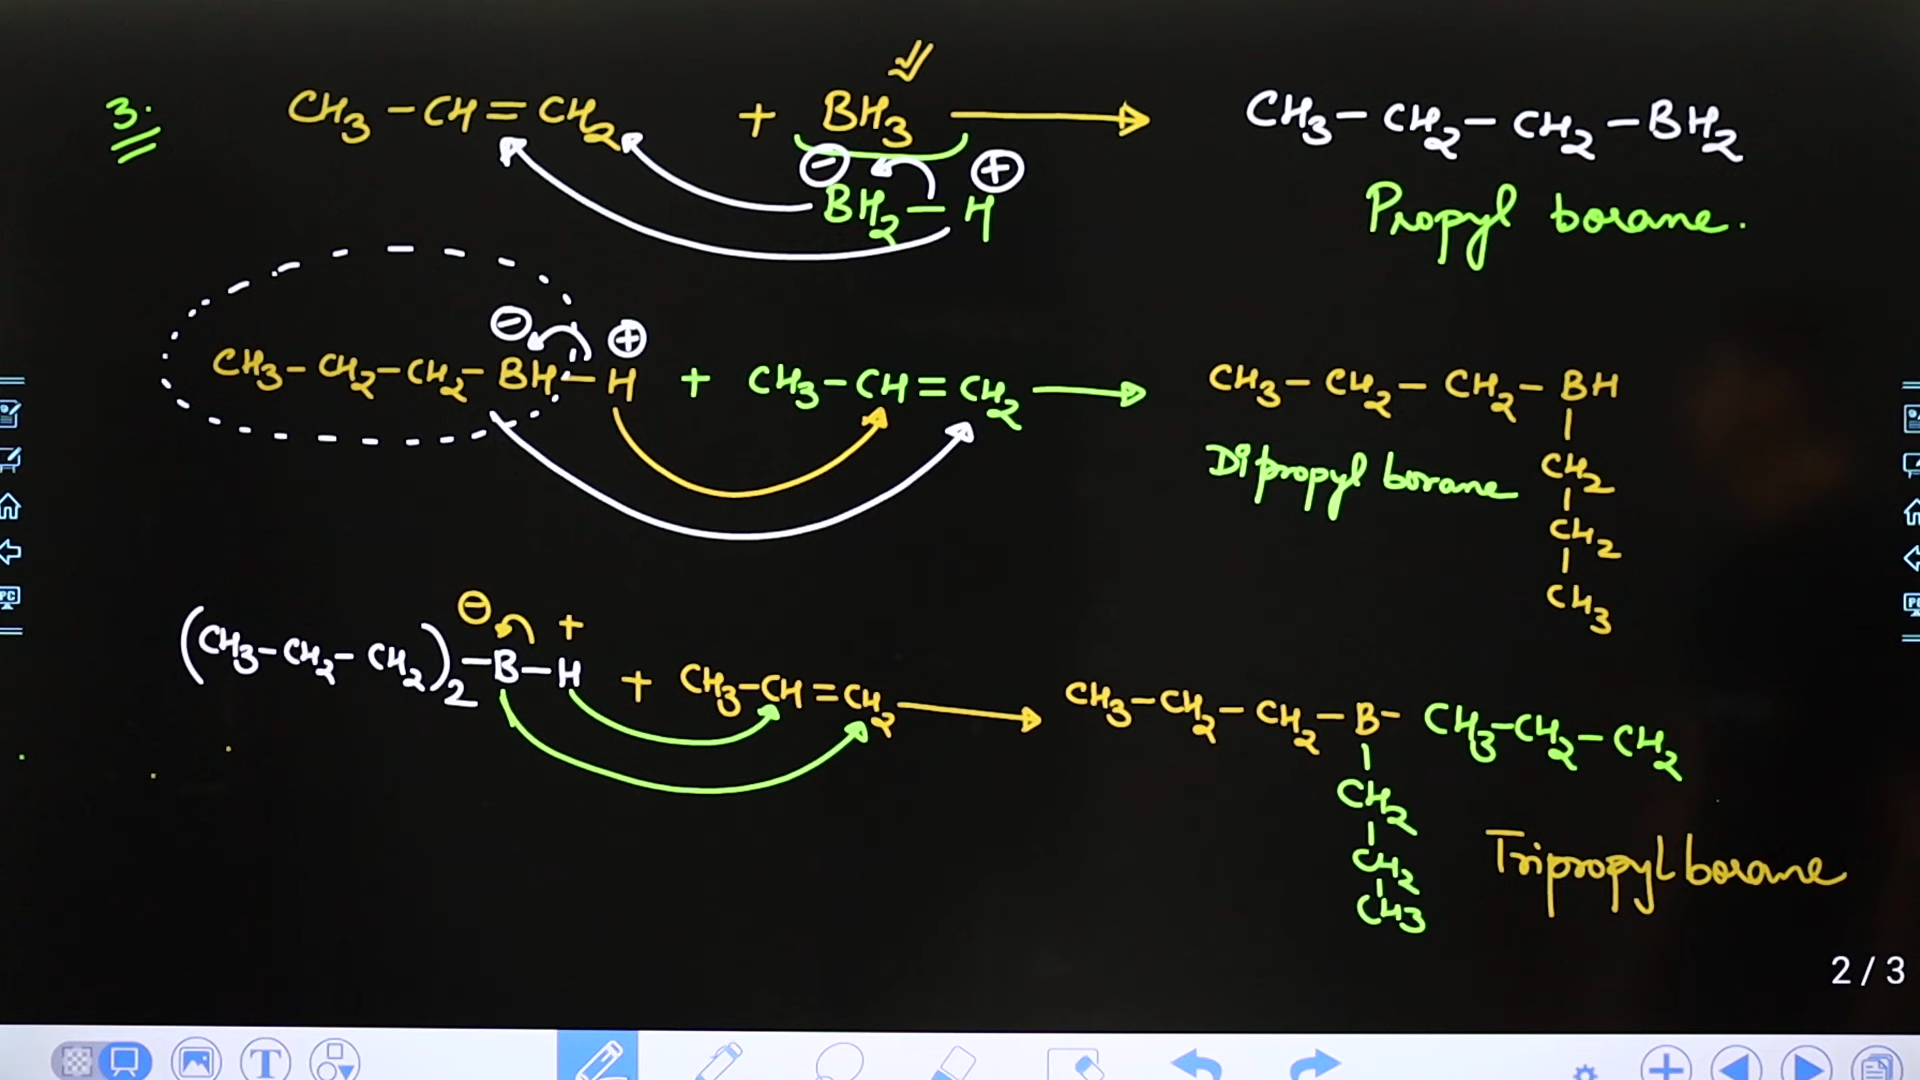 3. CH3 - CH = CH2 + BH3 → CH3 - CH2 - CH2 - BH2
⊖ ⊕
BH2 - H
Propyl borane.
⊖ ⊕
CH3 - CH2 - CH2 - BH - H + CH3 - CH = CH2 → CH3 - CH2 - CH2 - BH
Dipropyl borane
CH2
CH2
CH3
⊖ +
(CH3 - CH2 - CH2)2 - B - H + CH3 - CH = CH2 → CH3 - CH2 - CH2 - B - CH3 - CH2 - CH2
CH2
CH2
CH3
Tripropyl borane
2 / 3
PC
T